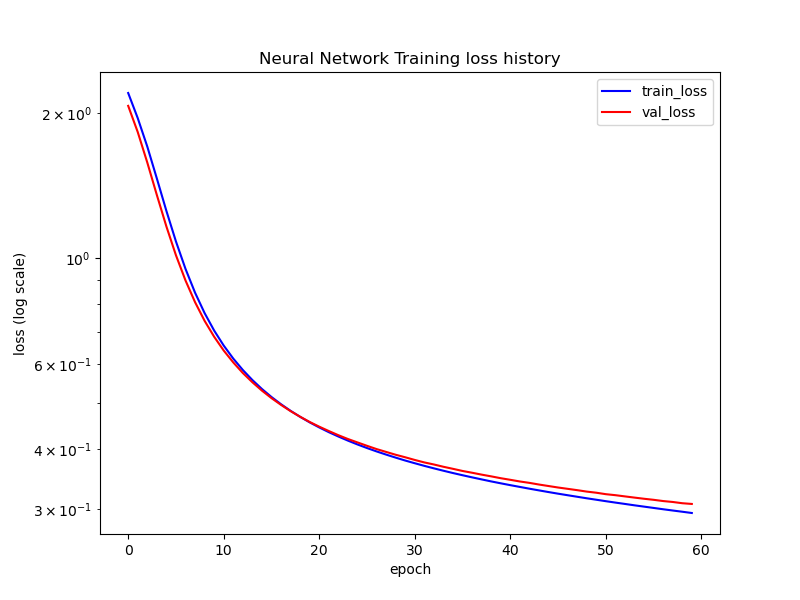 Neural Network Training loss history
train_loss
val_loss
2 × 10⁰
10⁰
6 × 10⁻¹
4 × 10⁻¹
3 × 10⁻¹
loss (log scale)
0 10 20 30 40 50 60
epoch